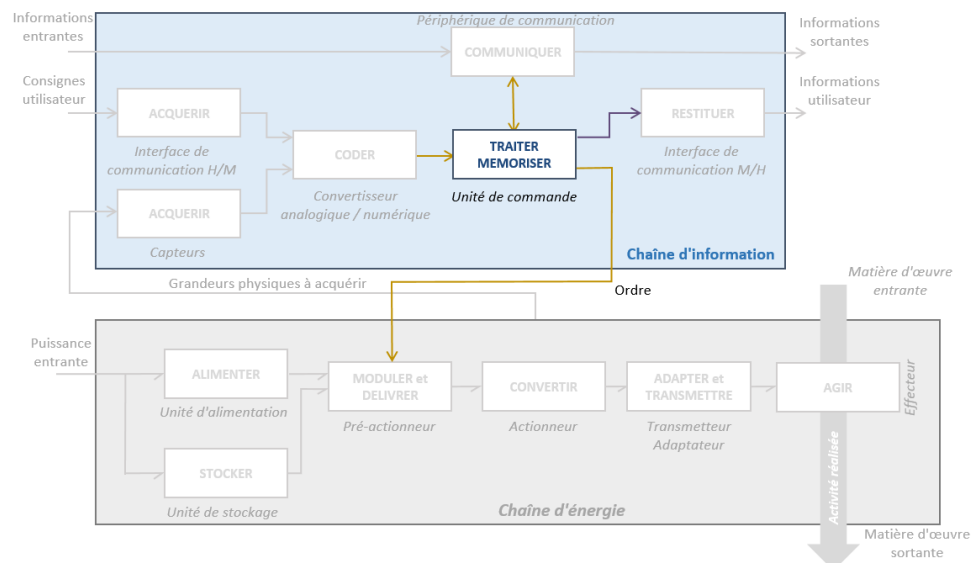 Informations
entrantes
Périphérique de communication
COMMUNIQUER
Informations
sortantes
Consignes
utilisateur
ACQUERIR
Interface de
communication H/M
CODER
Convertisseur
analogique / numérique
TRAITER
MEMORISER
Unité de commande
RESTITUER
Interface de
communication M/H
Informations
utilisateur
ACQUERIR
Capteurs
Chaîne d'information
Grandeurs physiques à acquérir
Ordre
Matière d'œuvre
entrante
Puissance
entrante
ALIMENTER
Unité d'alimentation
MODULER et
DELIVRER
Pré-actionneur
CONVERTIR
Actionneur
ADAPTER et
TRANSMETTRE
Transmetteur
Adaptateur
AGIR
Effecteur
STOCKER
Unité de stockage
Chaîne d'énergie
Activité réalisée
Matière d'œuvre
sortante